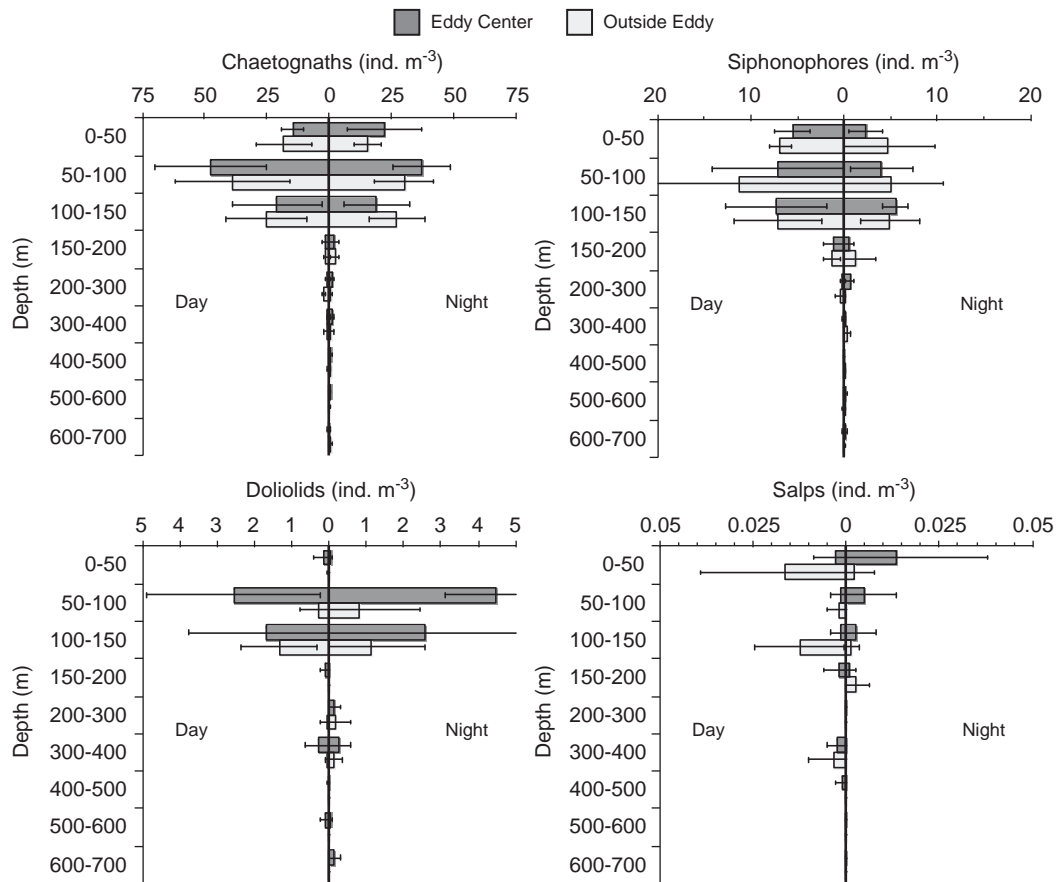 Eddy Center Outside Eddy
Chaetognaths (ind. m⁻³)
75 50 25 0 25 50 75
Depth (m)
0-50
50-100
100-150
150-200
200-300
300-400
400-500
500-600
600-700
Day
Night
Siphonophores (ind. m⁻³)
20 10 0 10 20
Depth (m)
0-50
50-100
100-150
150-200
200-300
300-400
400-500
500-600
600-700
Day
Night
Doliolids (ind. m⁻³)
5 4 3 2 1 0 1 2 3 4 5
Depth (m)
0-50
50-100
100-150
150-200
200-300
300-400
400-500
500-600
600-700
Day
Night
Salps (ind. m⁻³)
0.05 0.025 0 0.025 0.05
Depth (m)
0-50
50-100
100-150
150-200
200-300
300-400
400-500
500-600
600-700
Day
Night